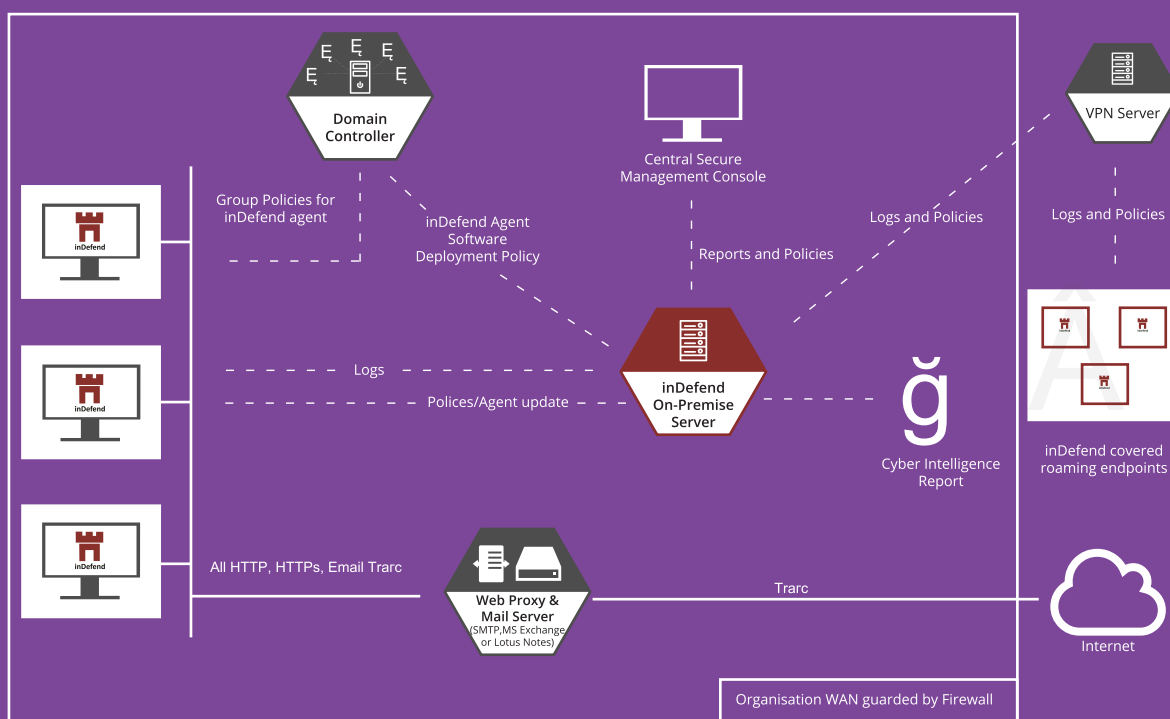 Ę Ę Ę Ę Ę
Domain
Controller
VPN Server
Central Secure
Management Console
Group Policies for
inDefend agent
inDefend Agent
Software
Deployment Policy
Logs and Policies
Logs and Policies
Reports and Policies
inDefend
inDefend
inDefend
Logs
Polices/Agent update
inDefend
On-Premise
Server
ğ
Cyber Intelligence
Report
Â
inDefend covered
roaming endpoints
All HTTP, HTTPs, Email Trarc
Web Proxy &
Mail Server
(SMTP,MS Exchange
or Lotus Notes)
Trarc
Internet
Organisation WAN guarded by Firewall